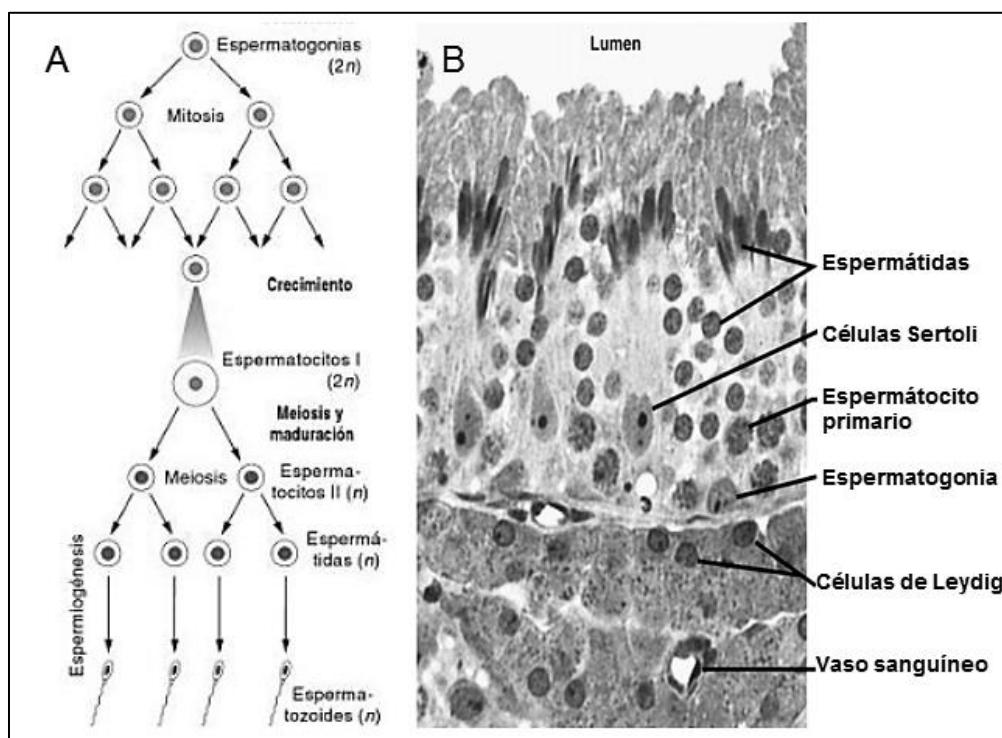 A
Espermatogonias
(2n)
Mitosis
Crecimiento
Espermatocitos I
(2n)
Meiosis y
maduración
Meiosis
Esperma-
tocitos II (n)
Espermá-
tidas (n)
Espermiogénesis
Esperma-
tozoides (n)
B
Lumen
Espermátidas
Células Sertoli
Espermátocito
primario
Espermatogonia
Células de Leydig
Vaso sanguíneo